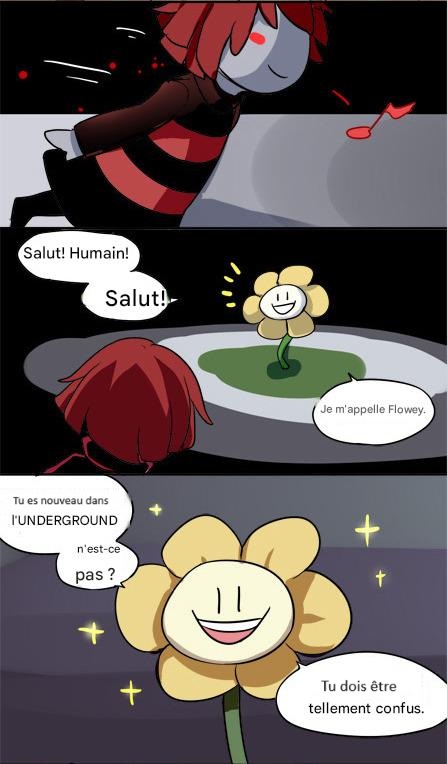 Salut! Humain!
Salut!
Je m'appelle Flowey.
Tu es nouveau dans
l'UNDERGROUND
n'est-ce
pas ?
Tu dois être
tellement confus.